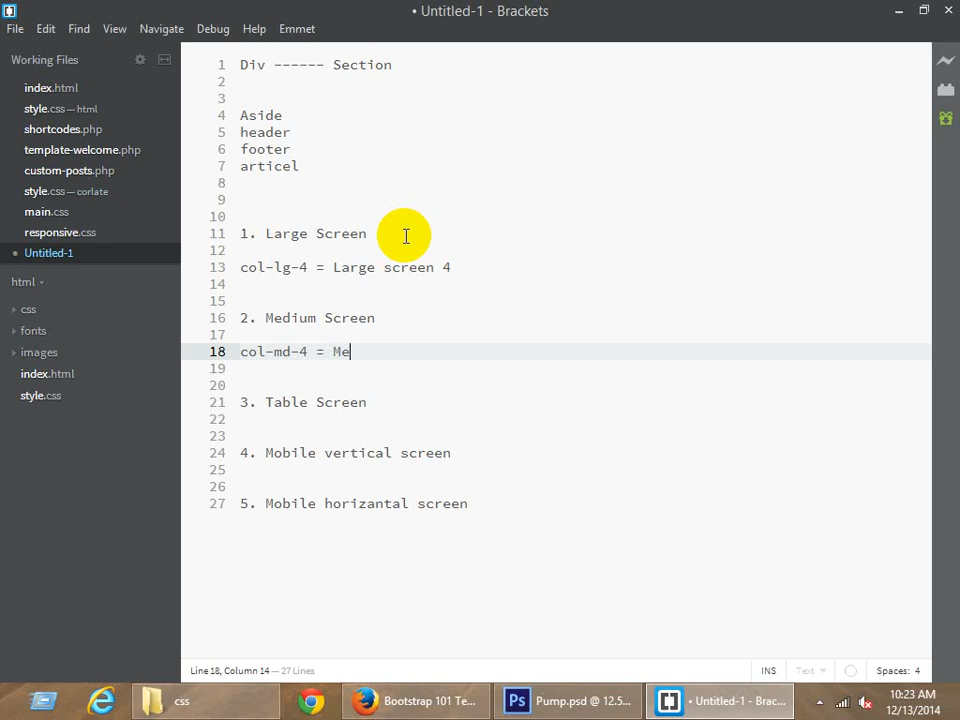 • Untitled-1 - Brackets
File Edit Find View Navigate Debug Help Emmet
Working Files
index.html
style.css — html
shortcodes.php
template-welcome.php
custom-posts.php
style.css — corlate
main.css
responsive.css
Untitled-1
html
css
fonts
images
index.html
style.css
1 Div ------ Section
2
3
4 Aside
5 header
6 footer
7 articel
8
9
10
11 1. Large Screen
12
13 col-lg-4 = Large screen 4
14
15
16 2. Medium Screen
17
18 col-md-4 = Me
19
20
21 3. Table Screen
22
23
24 4. Mobile vertical screen
25
26
27 5. Mobile horizantal screen
Line 18, Column 14 — 27 Lines
INS Text Spaces: 4
css
Bootstrap 101 Te...
Ps Pump.psd @ 12.5...
• Untitled-1 - Brac...
10:23 AM
12/13/2014